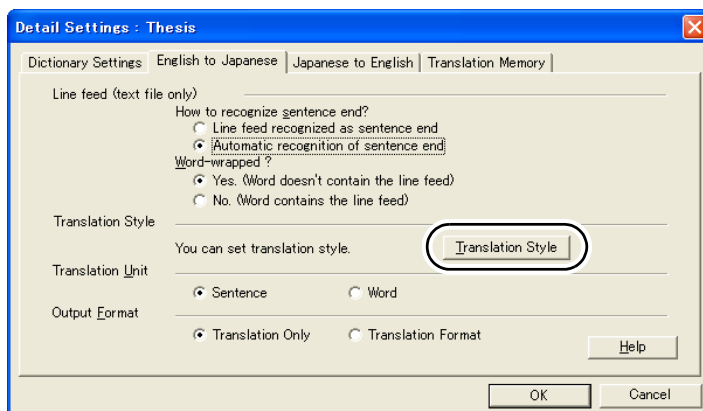 Detail Settings : Thesis
Dictionary Settings English to Japanese Japanese to English Translation Memory
Line feed (text file only)
How to recognize sentence end?
Line feed recognized as sentence end
Automatic recognition of sentence end
Word-wrapped ?
Yes. (Word doesn't contain the line feed)
No. (Word contains the line feed)
Translation Style
You can set translation style. Translation Style
Translation Unit
Sentence Word
Output Format
Translation Only Translation Format
Help
OK Cancel